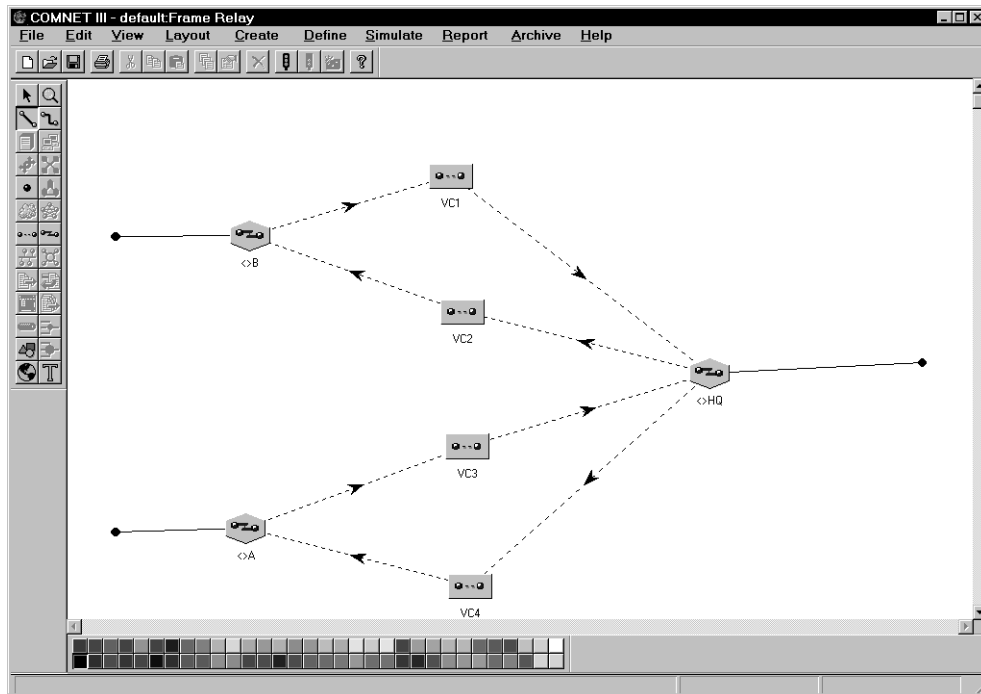 COMNET III - default:Frame Relay
File Edit View Layout Create Define Simulate Report Archive Help
VC1
<>B
VC2
<>HQ
VC3
<>A
VC4